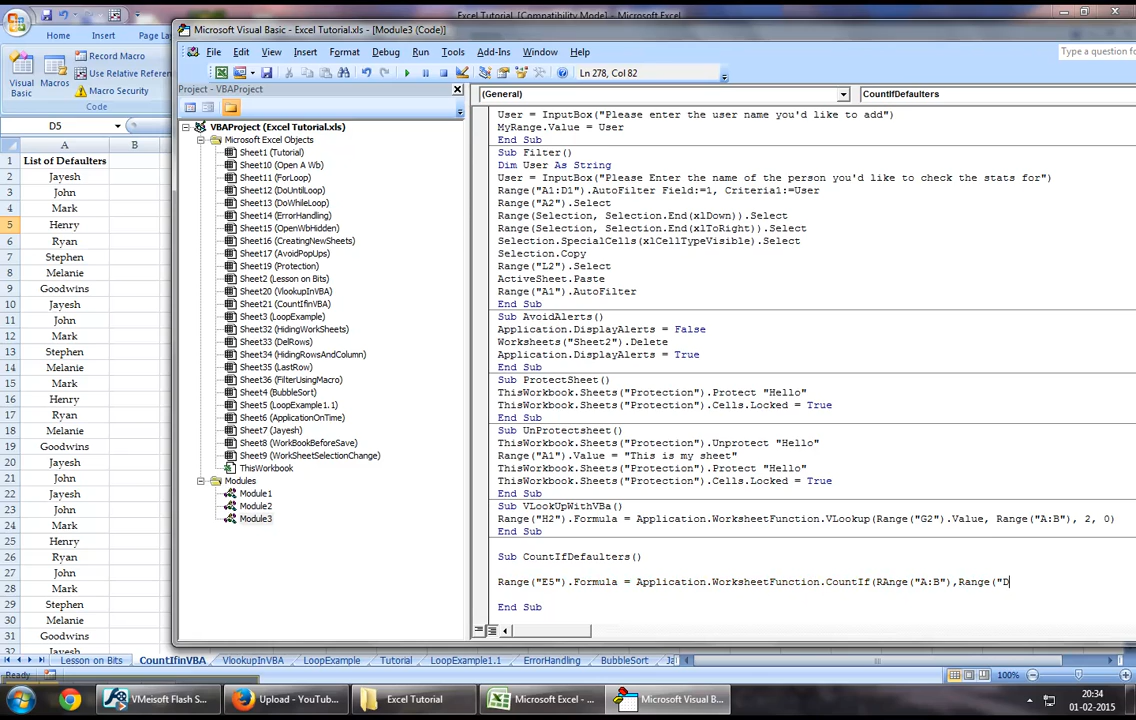 Excel Tutorial [Compatibility Mode] - Microsoft Excel
Microsoft Visual Basic - Excel Tutorial.xls - [Module3 (Code)]
Home Insert Page Lay
File Edit View Insert Format Debug Run Tools Add-Ins Window Help
Type a question fo
Record Macro
Use Relative Referen
Macro Security
Visual Basic
Macros
Code
Ln 278, Col 82
Project - VBAProject
(General)
CountIfDefaulters
D5
VBAProject (Excel Tutorial.xls)
Microsoft Excel Objects
Sheet1 (Tutorial)
Sheet10 (Open A Wb)
Sheet11 (ForLoop)
Sheet12 (DoUntilLoop)
Sheet13 (DoWhileLoop)
Sheet14 (ErrorHandling)
Sheet15 (OpenWbHidden)
Sheet16 (CreatingNewSheets)
Sheet17 (AvoidPopUps)
Sheet19 (Protection)
Sheet2 (Lesson on Bits)
Sheet20 (VlookupInVBA)
Sheet21 (CountIfinVBA)
Sheet3 (LoopExample)
Sheet32 (HidingWorkSheets)
Sheet33 (DelRows)
Sheet34 (HidingRowsAndColumn)
Sheet35 (LastRow)
Sheet36 (FilterUsingMacro)
Sheet4 (BubbleSort)
Sheet5 (LoopExample1.1)
Sheet6 (ApplicationOnTime)
Sheet7 (Jayesh)
Sheet8 (WorkBookBeforeSave)
Sheet9 (WorkSheetSelectionChange)
ThisWorkbook
Modules
Module1
Module2
Module3
A B
1 List of Defaulters
2 Jayesh
3 John
4 Mark
5 Henry
6 Ryan
7 Stephen
8 Melanie
9 Goodwins
10 Jayesh
11 John
12 Mark
13 Stephen
14 Melanie
15 Mark
16 Henry
17 Ryan
18 Melanie
19 Goodwins
20 Jayesh
21 John
22 Jayesh
23 John
24 Mark
25 Henry
26 Ryan
27 John
28 Mark
29 Stephen
30 Melanie
31 Goodwins
32
User = InputBox("Please enter the user name you'd like to add")
MyRange.Value = User
End Sub
Sub Filter()
Dim User As String
User = InputBox("Please Enter the name of the person you'd like to check the stats for")
Range("A1:D1").AutoFilter Field:=1, Criteria1:=User
Range("A2").Select
Range(Selection, Selection.End(xlDown)).Select
Range(Selection, Selection.End(xlToRight)).Select
Selection.SpecialCells(xlCellTypeVisible).Select
Selection.Copy
Range("L2").Select
ActiveSheet.Paste
Range("A1").AutoFilter
End Sub
Sub AvoidAlerts()
Application.DisplayAlerts = False
Worksheets("Sheet2").Delete
Application.DisplayAlerts = True
End Sub
Sub ProtectSheet()
ThisWorkbook.Sheets("Protection").Protect "Hello"
ThisWorkbook.Sheets("Protection").Cells.Locked = True
End Sub
Sub UnProtectsheet()
ThisWorkbook.Sheets("Protection").Unprotect "Hello"
Range("A1").Value = "This is my sheet"
ThisWorkbook.Sheets("Protection").Protect "Hello"
ThisWorkbook.Sheets("Protection").Cells.Locked = True
End Sub
Sub VLookUpWithVBa()
Range("H2").Formula = Application.WorksheetFunction.VLookup(Range("G2").Value, Range("A:B"), 2, 0)
End Sub
Sub CountIfDefaulters()
Range("E5").Formula = Application.WorksheetFunction.CountIf(RAnge("A:B"),Range("D
End Sub
Lesson on Bits CountIfinVBA VlookupInVBA LoopExample Tutorial LoopExample1.1 ErrorHandling BubbleSort Ja
Ready
100%
VMeisoft Flash S...
Upload - YouTub...
Excel Tutorial
Microsoft Excel - ...
Microsoft Visual B...
20:34
01-02-2015